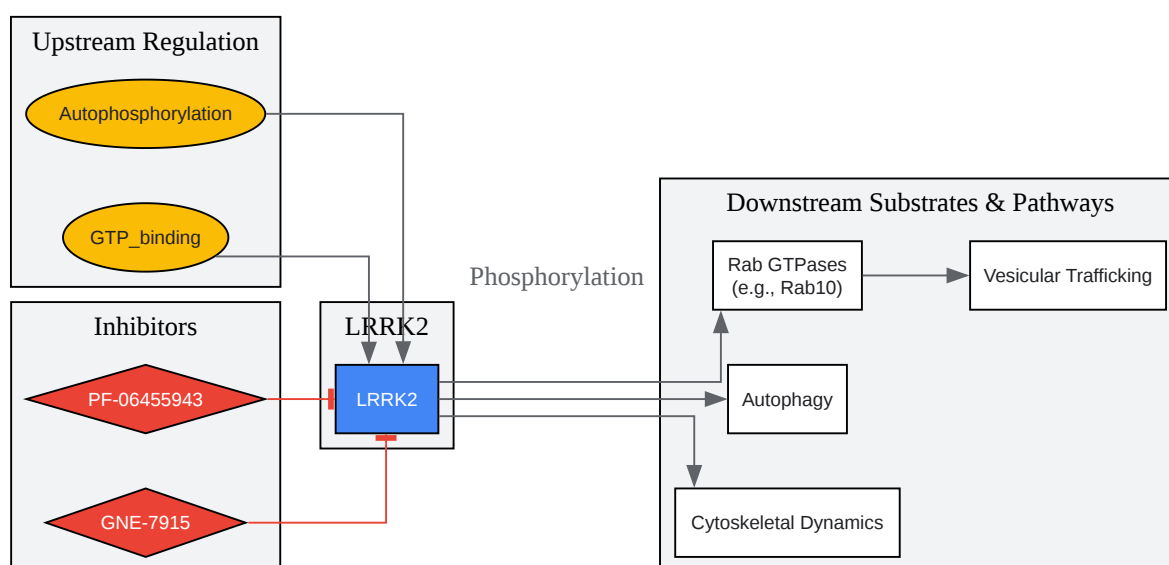 Upstream Regulation
Autophosphorylation
GTP_binding
Inhibitors
PF-06455943
GNE-7915
LRRK2
LRRK2
Phosphorylation
Downstream Substrates & Pathways
Rab GTPases
(e.g., Rab10)
Vesicular Trafficking
Autophagy
Cytoskeletal Dynamics